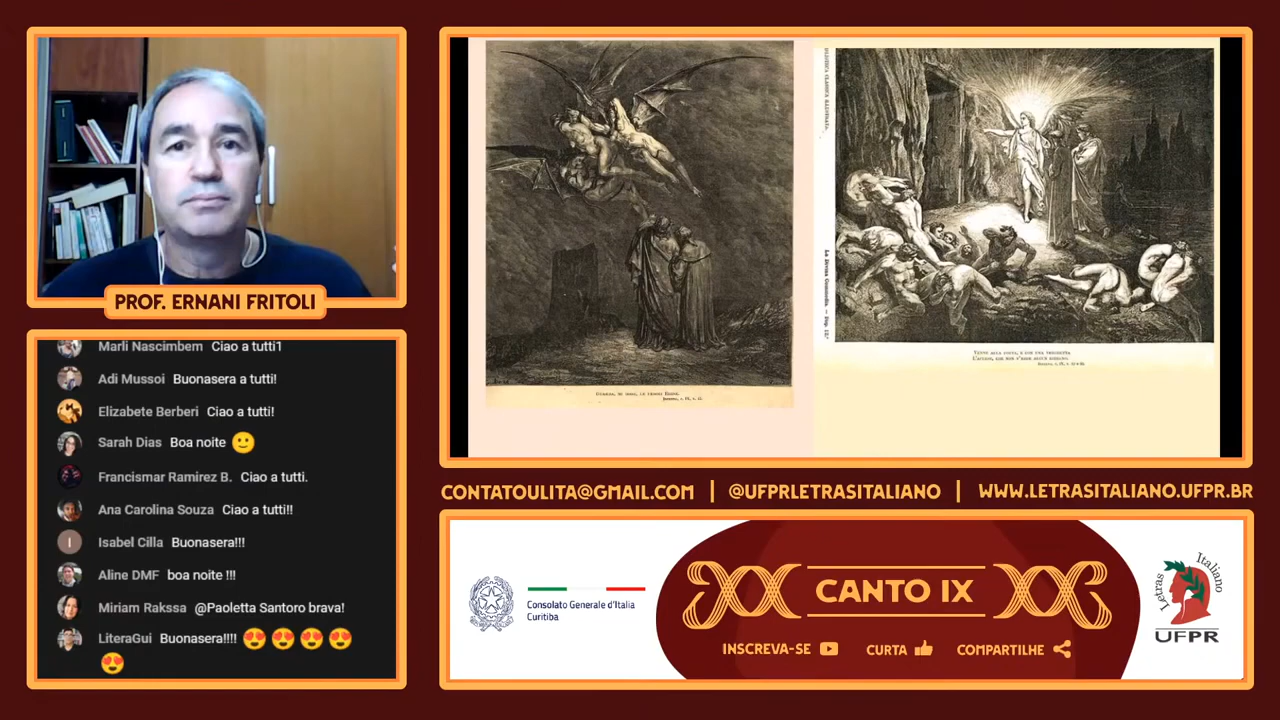 PROF. ERNANI FRITOLI
Marli Nascimbem Ciao a tutti1
Adi Mussoi Buonasera a tutti!
Elizabete Berberi Ciao a tutti!
Sarah Dias Boa noite 🙂
Francismar Ramirez B. Ciao a tutti.
Ana Carolina Souza Ciao a tutti!!
I
Isabel Cilla Buonasera!!!
Aline DMF boa noite !!!
Miriam Rakssa @Paoletta Santoro brava!
LiteraGui Buonasera!!!! 😍 😍 😍 😍
😍
CONTATOULITA@GMAIL.COM | @UFPRLETRASITALIANO | WWW.LETRASITALIANO.UFPR.BR
Consolato Generale d'Italia
Curitiba
CANTO IX
INSCREVA-SE CURTA COMPARTILHE
Letras Italiano
UFPR